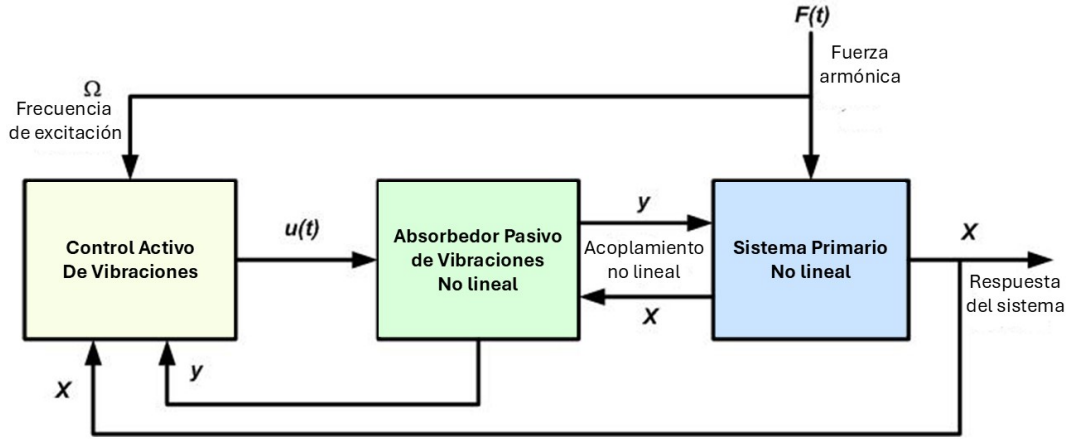 F(t)
Fuerza
armónica
Ω
Frecuencia
de excitación
Control Activo
De Vibraciones
u(t)
Absorbedor Pasivo
de Vibraciones
No lineal
y
Acoplamiento
no lineal
X
Sistema Primario
No lineal
X
Respuesta
del sistema
X
y